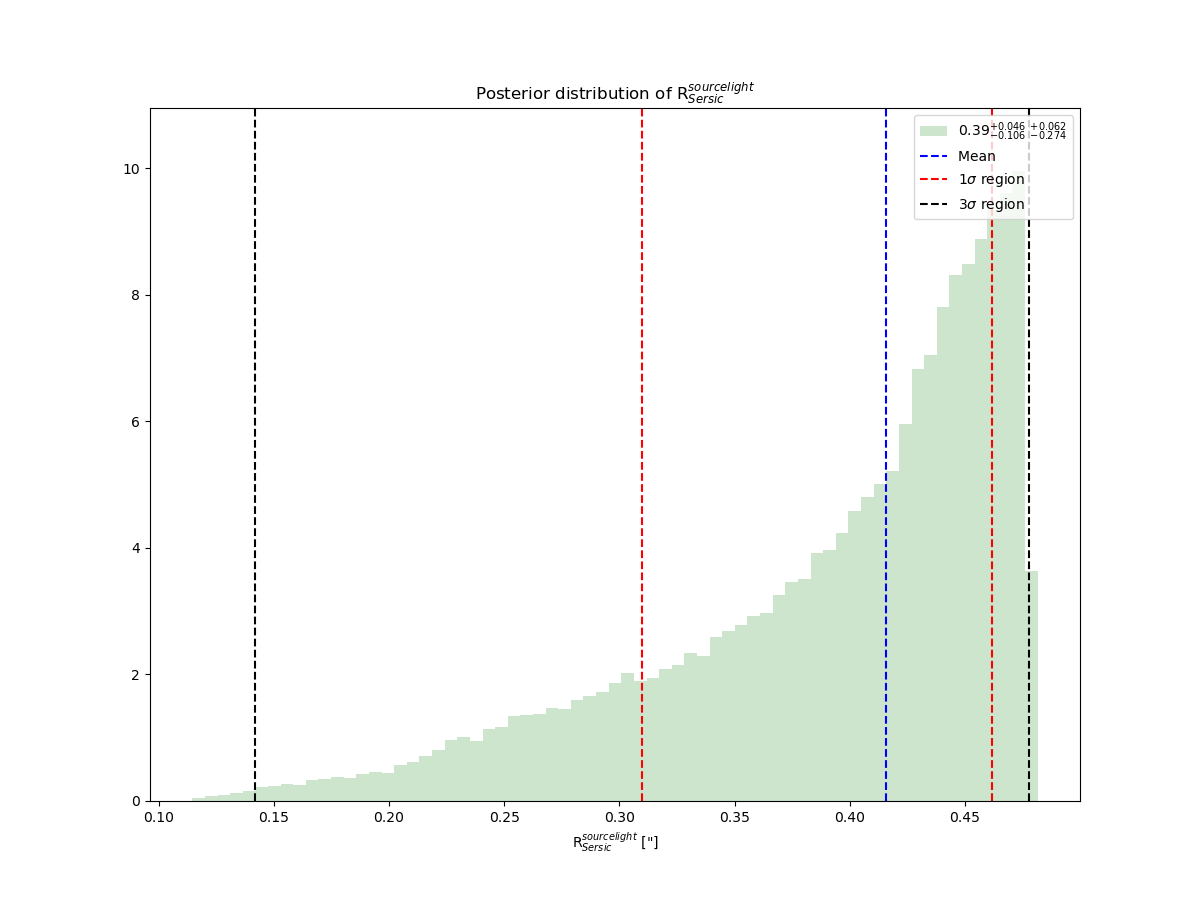 Posterior distribution of R$^{sourcelight}_{Sersic}$
10
8
6
4
2
0
0.39$^{+0.046}_{-0.106}$ $^{+0.062}_{-0.274}$
Mean
1σ region
3σ region
0.10 0.15 0.20 0.25 0.30 0.35 0.40 0.45
R$^{sourcelight}_{Sersic}$ ["]